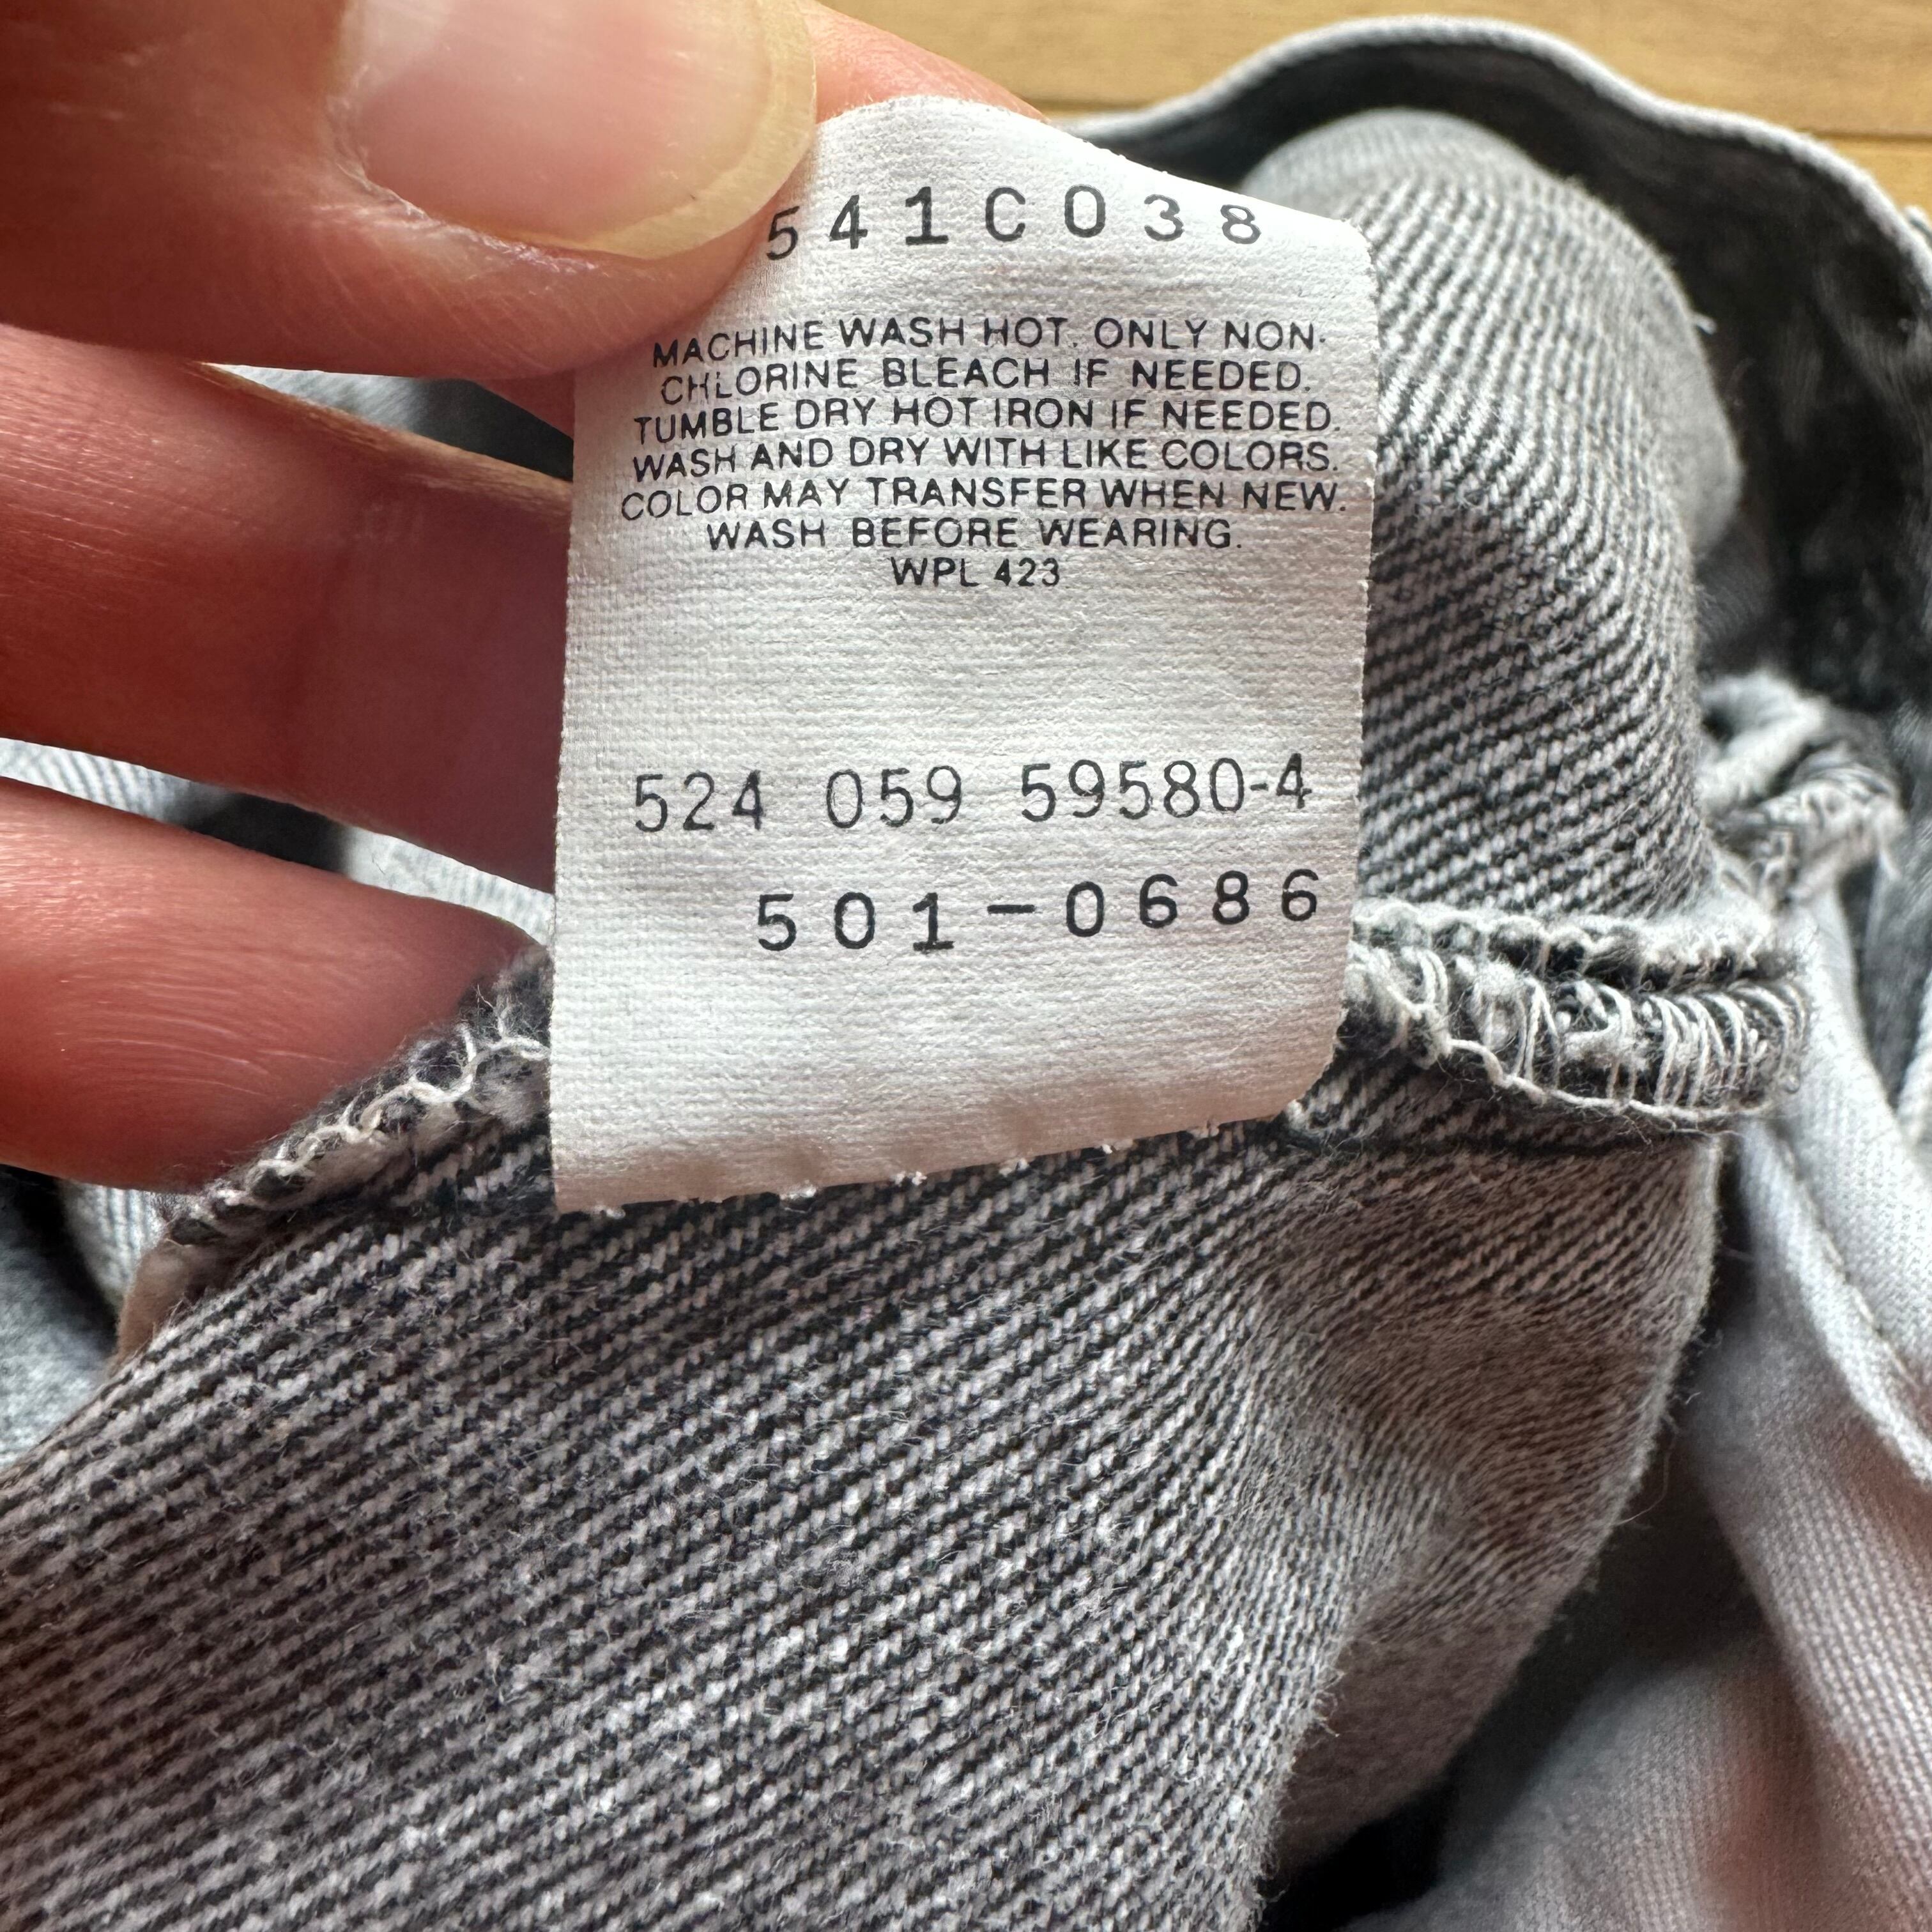 541C038
MACHINE WASH HOT. ONLY NON-
CHLORINE BLEACH IF NEEDED.
TUMBLE DRY HOT IRON IF NEEDED.
WASH AND DRY WITH LIKE COLORS.
COLOR MAY TRANSFER WHEN NEW.
WASH BEFORE WEARING.
WPL 423
524 059 59580-4
501-0686